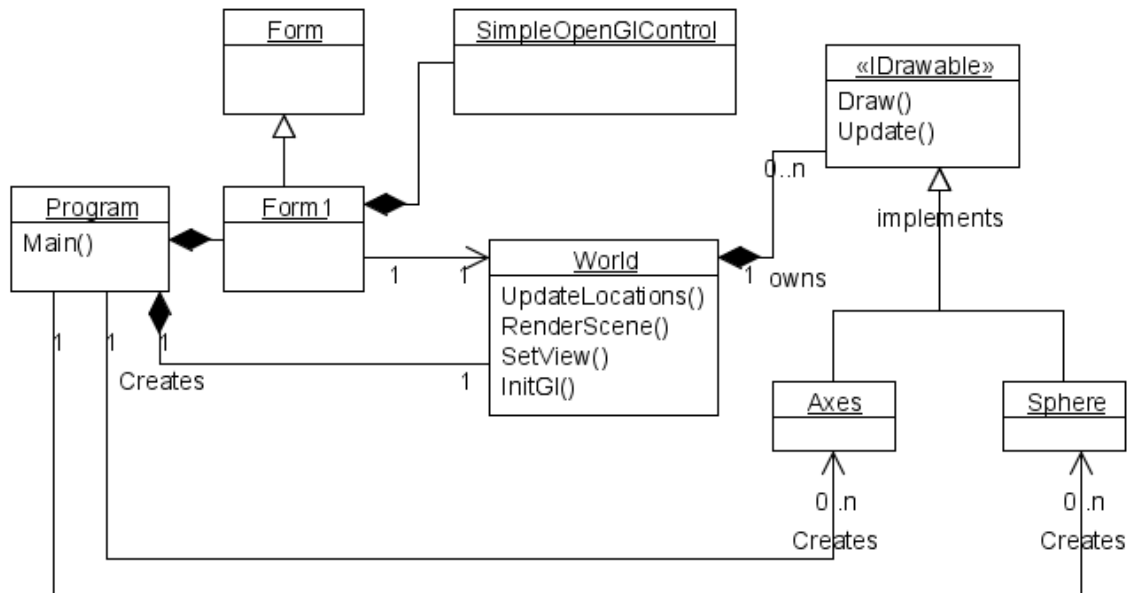 Form
SimpleOpenGlControl
«IDrawable»
Draw()
Update()
0..n
Program
Main()
Form1
implements
1
1
World
1
owns
UpdateLocations()
RenderScene()
SetView()
InitGl()
1
1
1
Creates
1
Axes
Sphere
0..n
0..n
Creates
Creates